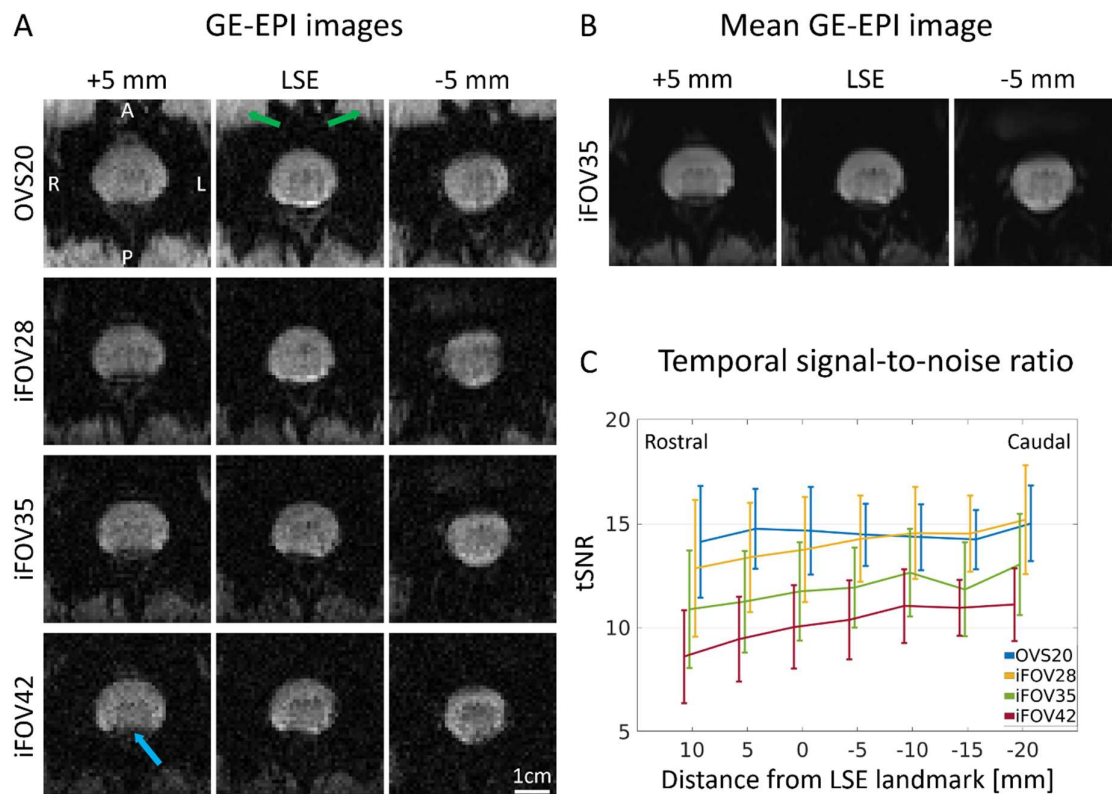 A GE-EPI images
+5 mm LSE -5 mm
OVS20
A
R L
P
iFOV28
iFOV35
iFOV42
1cm
B Mean GE-EPI image
+5 mm LSE -5 mm
iFOV35
C Temporal signal-to-noise ratio
tSNR
20
15
10
5
Rostral Caudal
OVS20
iFOV28
iFOV35
iFOV42
10 5 0 -5 -10 -15 -20
Distance from LSE landmark [mm]